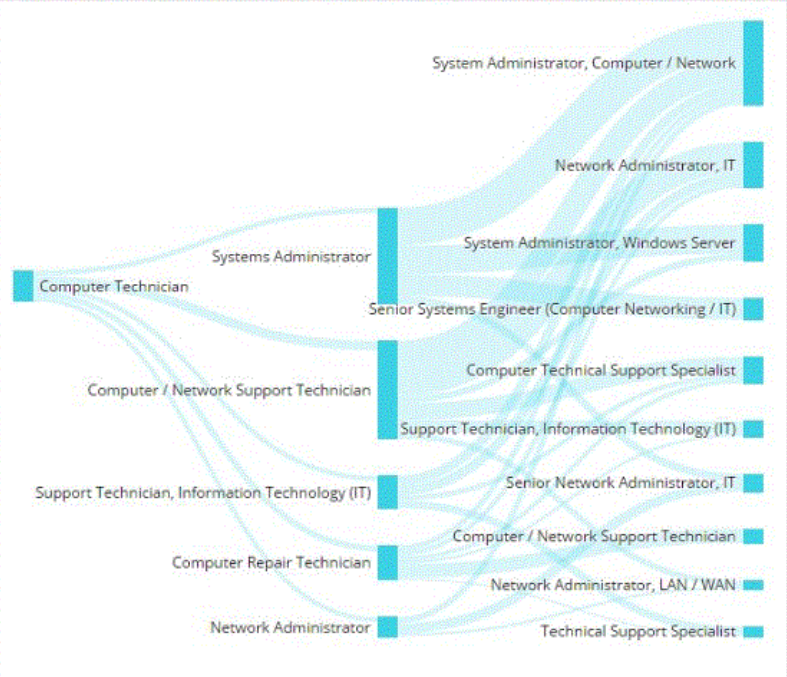 Computer Technician
Systems Administrator
Computer / Network Support Technician
Support Technician, Information Technology (IT)
Computer Repair Technician
Network Administrator
System Administrator, Computer / Network
Network Administrator, IT
System Administrator, Windows Server
Senior Systems Engineer (Computer Networking / IT)
Computer Technical Support Specialist
Support Technician, Information Technology (IT)
Senior Network Administrator, IT
Computer / Network Support Technician
Network Administrator, LAN / WAN
Technical Support Specialist